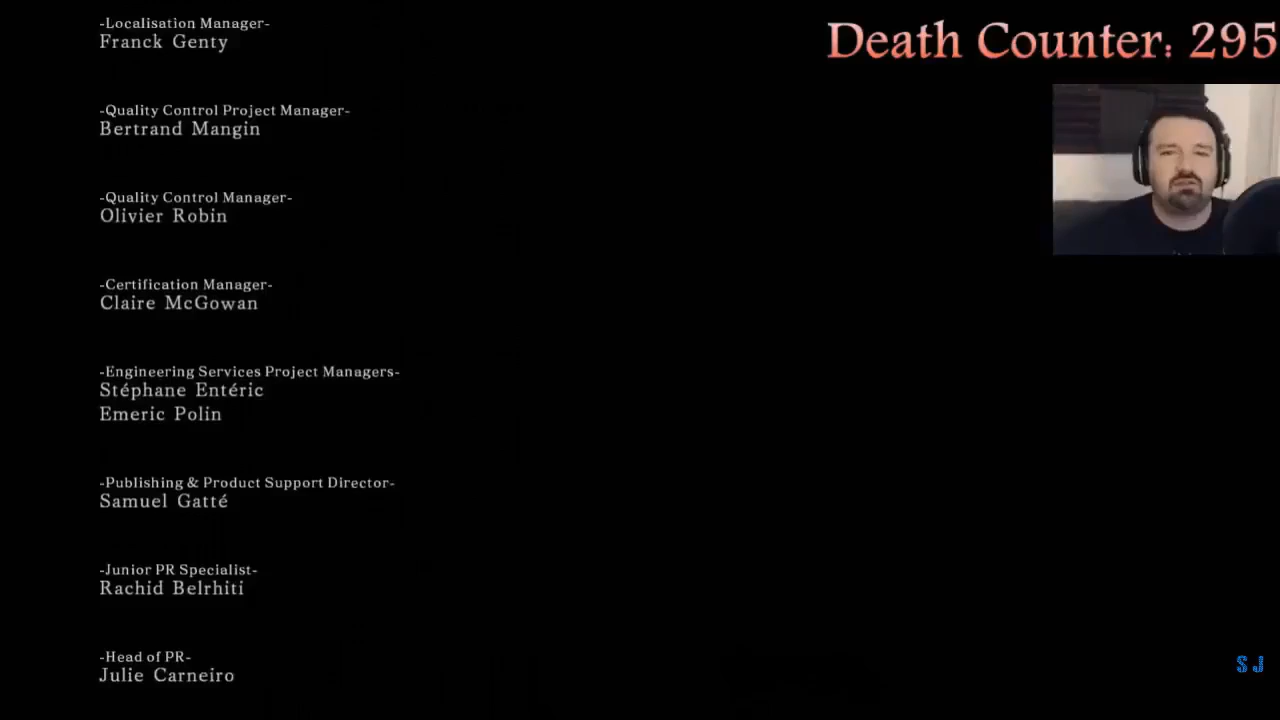 -Localisation Manager-
Franck Genty
Death Counter: 295
-Quality Control Project Manager-
Bertrand Mangin
-Quality Control Manager-
Olivier Robin
-Certification Manager-
Claire McGowan
-Engineering Services Project Managers-
Stéphane Entéric
Emeric Polin
-Publishing & Product Support Director-
Samuel Gatté
-Junior PR Specialist-
Rachid Belrhiti
-Head of PR-
Julie Carneiro
S J